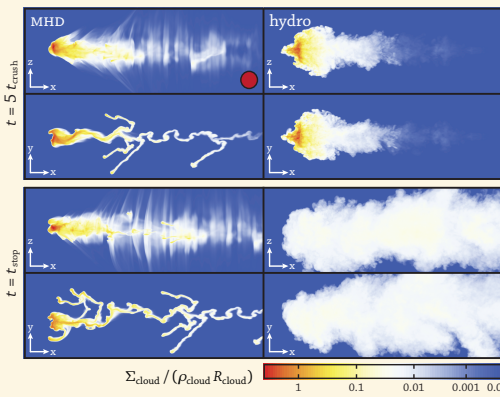 MHD hydro
t = 5 t_crush
z x z x
y x y x
t = t_stop
z x z x
y x y x
Σ_cloud / (ρ_cloud R_cloud) 1 0.1 0.01 0.001